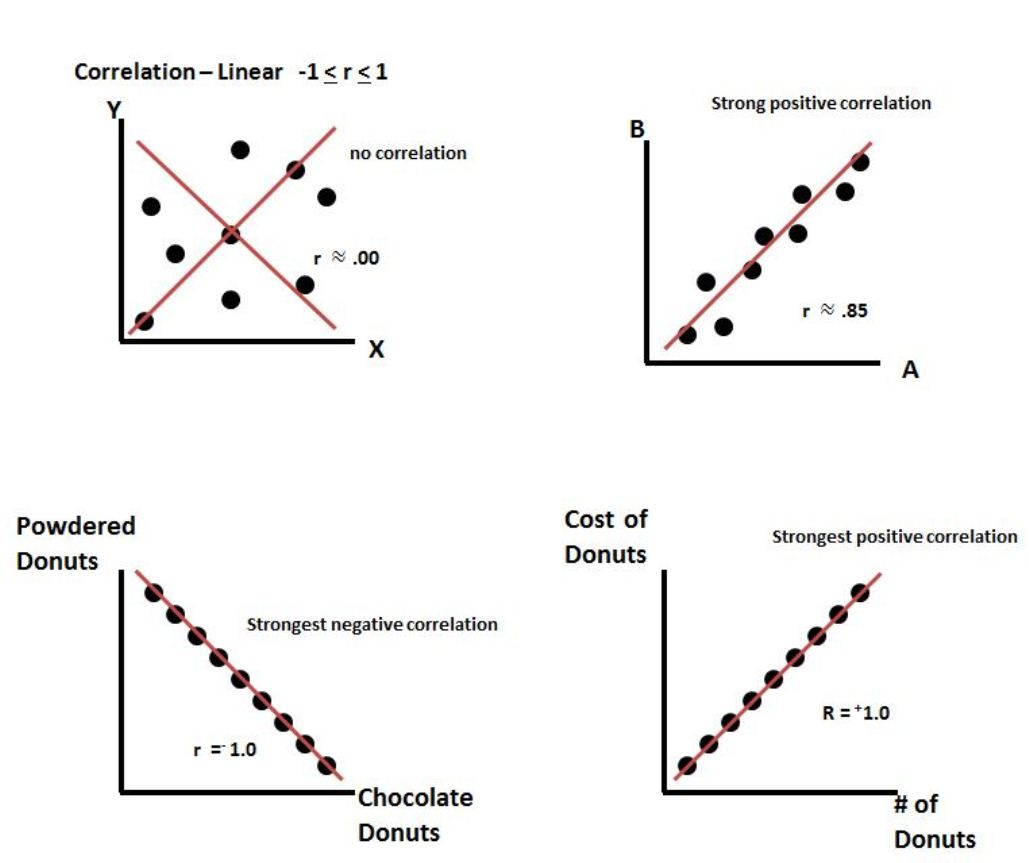 Correlation – Linear -1 ≤ r ≤ 1
Y
no correlation
r ≈ .00
X
Strong positive correlation
B
r ≈ .85
A
Powdered
Donuts
Strongest negative correlation
r = -1.0
Chocolate
Donuts
Cost of
Donuts
Strongest positive correlation
R = +1.0
# of
Donuts